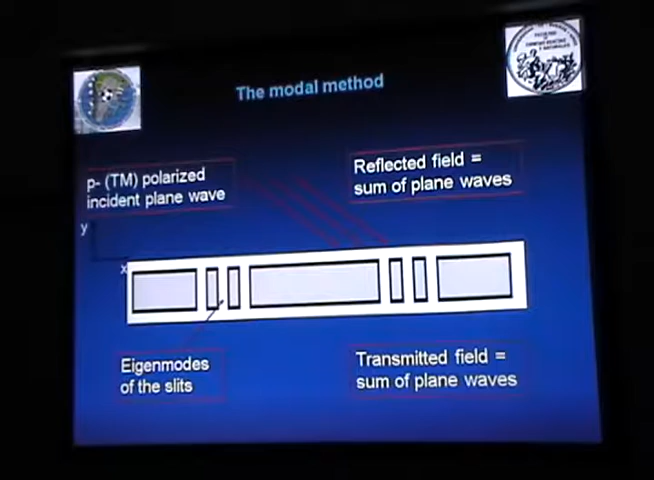 The modal method
p- (TM) polarized
incident plane wave
Reflected field =
sum of plane waves
y
x
Eigenmodes
of the slits
Transmitted field =
sum of plane waves